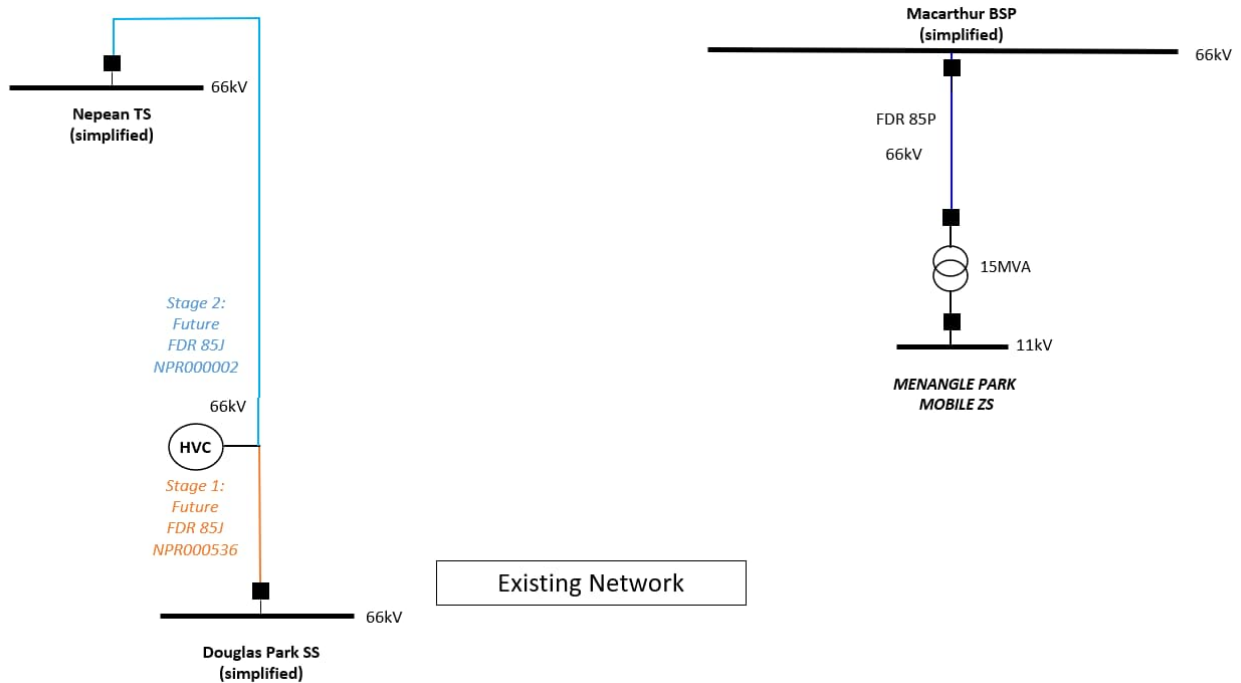 66kV
Nepean TS
(simplified)
Stage 2:
Future
FDR 85J
NPR000002
66kV
HVC
Stage 1:
Future
FDR 85J
NPR000536
66kV
Douglas Park SS
(simplified)
Existing Network
Macarthur BSP
(simplified)
66kV
FDR 85P
66kV
15MVA
11kV
MENANGLE PARK
MOBILE ZS